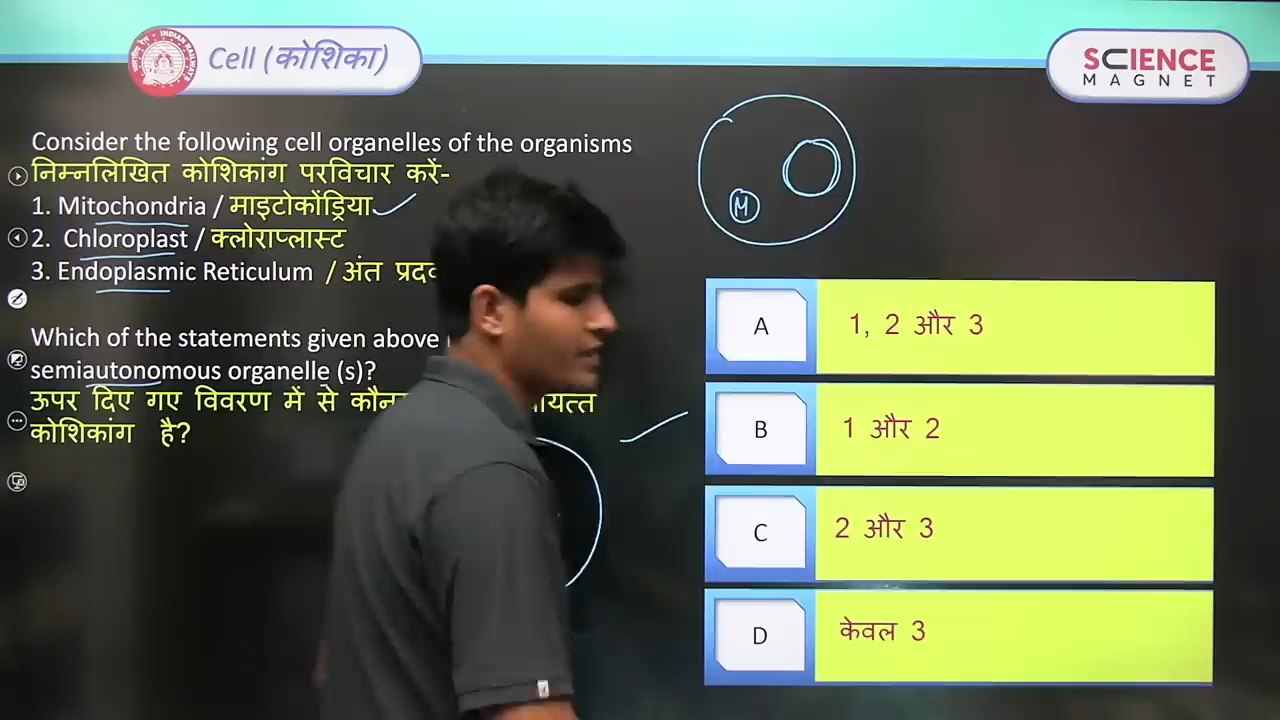 Cell (कोशिका)
INDIAN RAILWAYS
SCIENCE
MAGNET
Consider the following cell organelles of the organisms
निम्नलिखित कोशिकांग परविचार करें-
1. Mitochondria / माइटोकोंड्रिया
2. Chloroplast / क्लोराप्लास्ट
3. Endoplasmic Reticulum / अंत
Which of the statements given above
semiautonomous organelle (s)?
ऊपर दिए गए विवरण में से
कोशिकांग है?
M
A 1, 2 और 3
B 1 और 2
C 2 और 3
D केवल 3